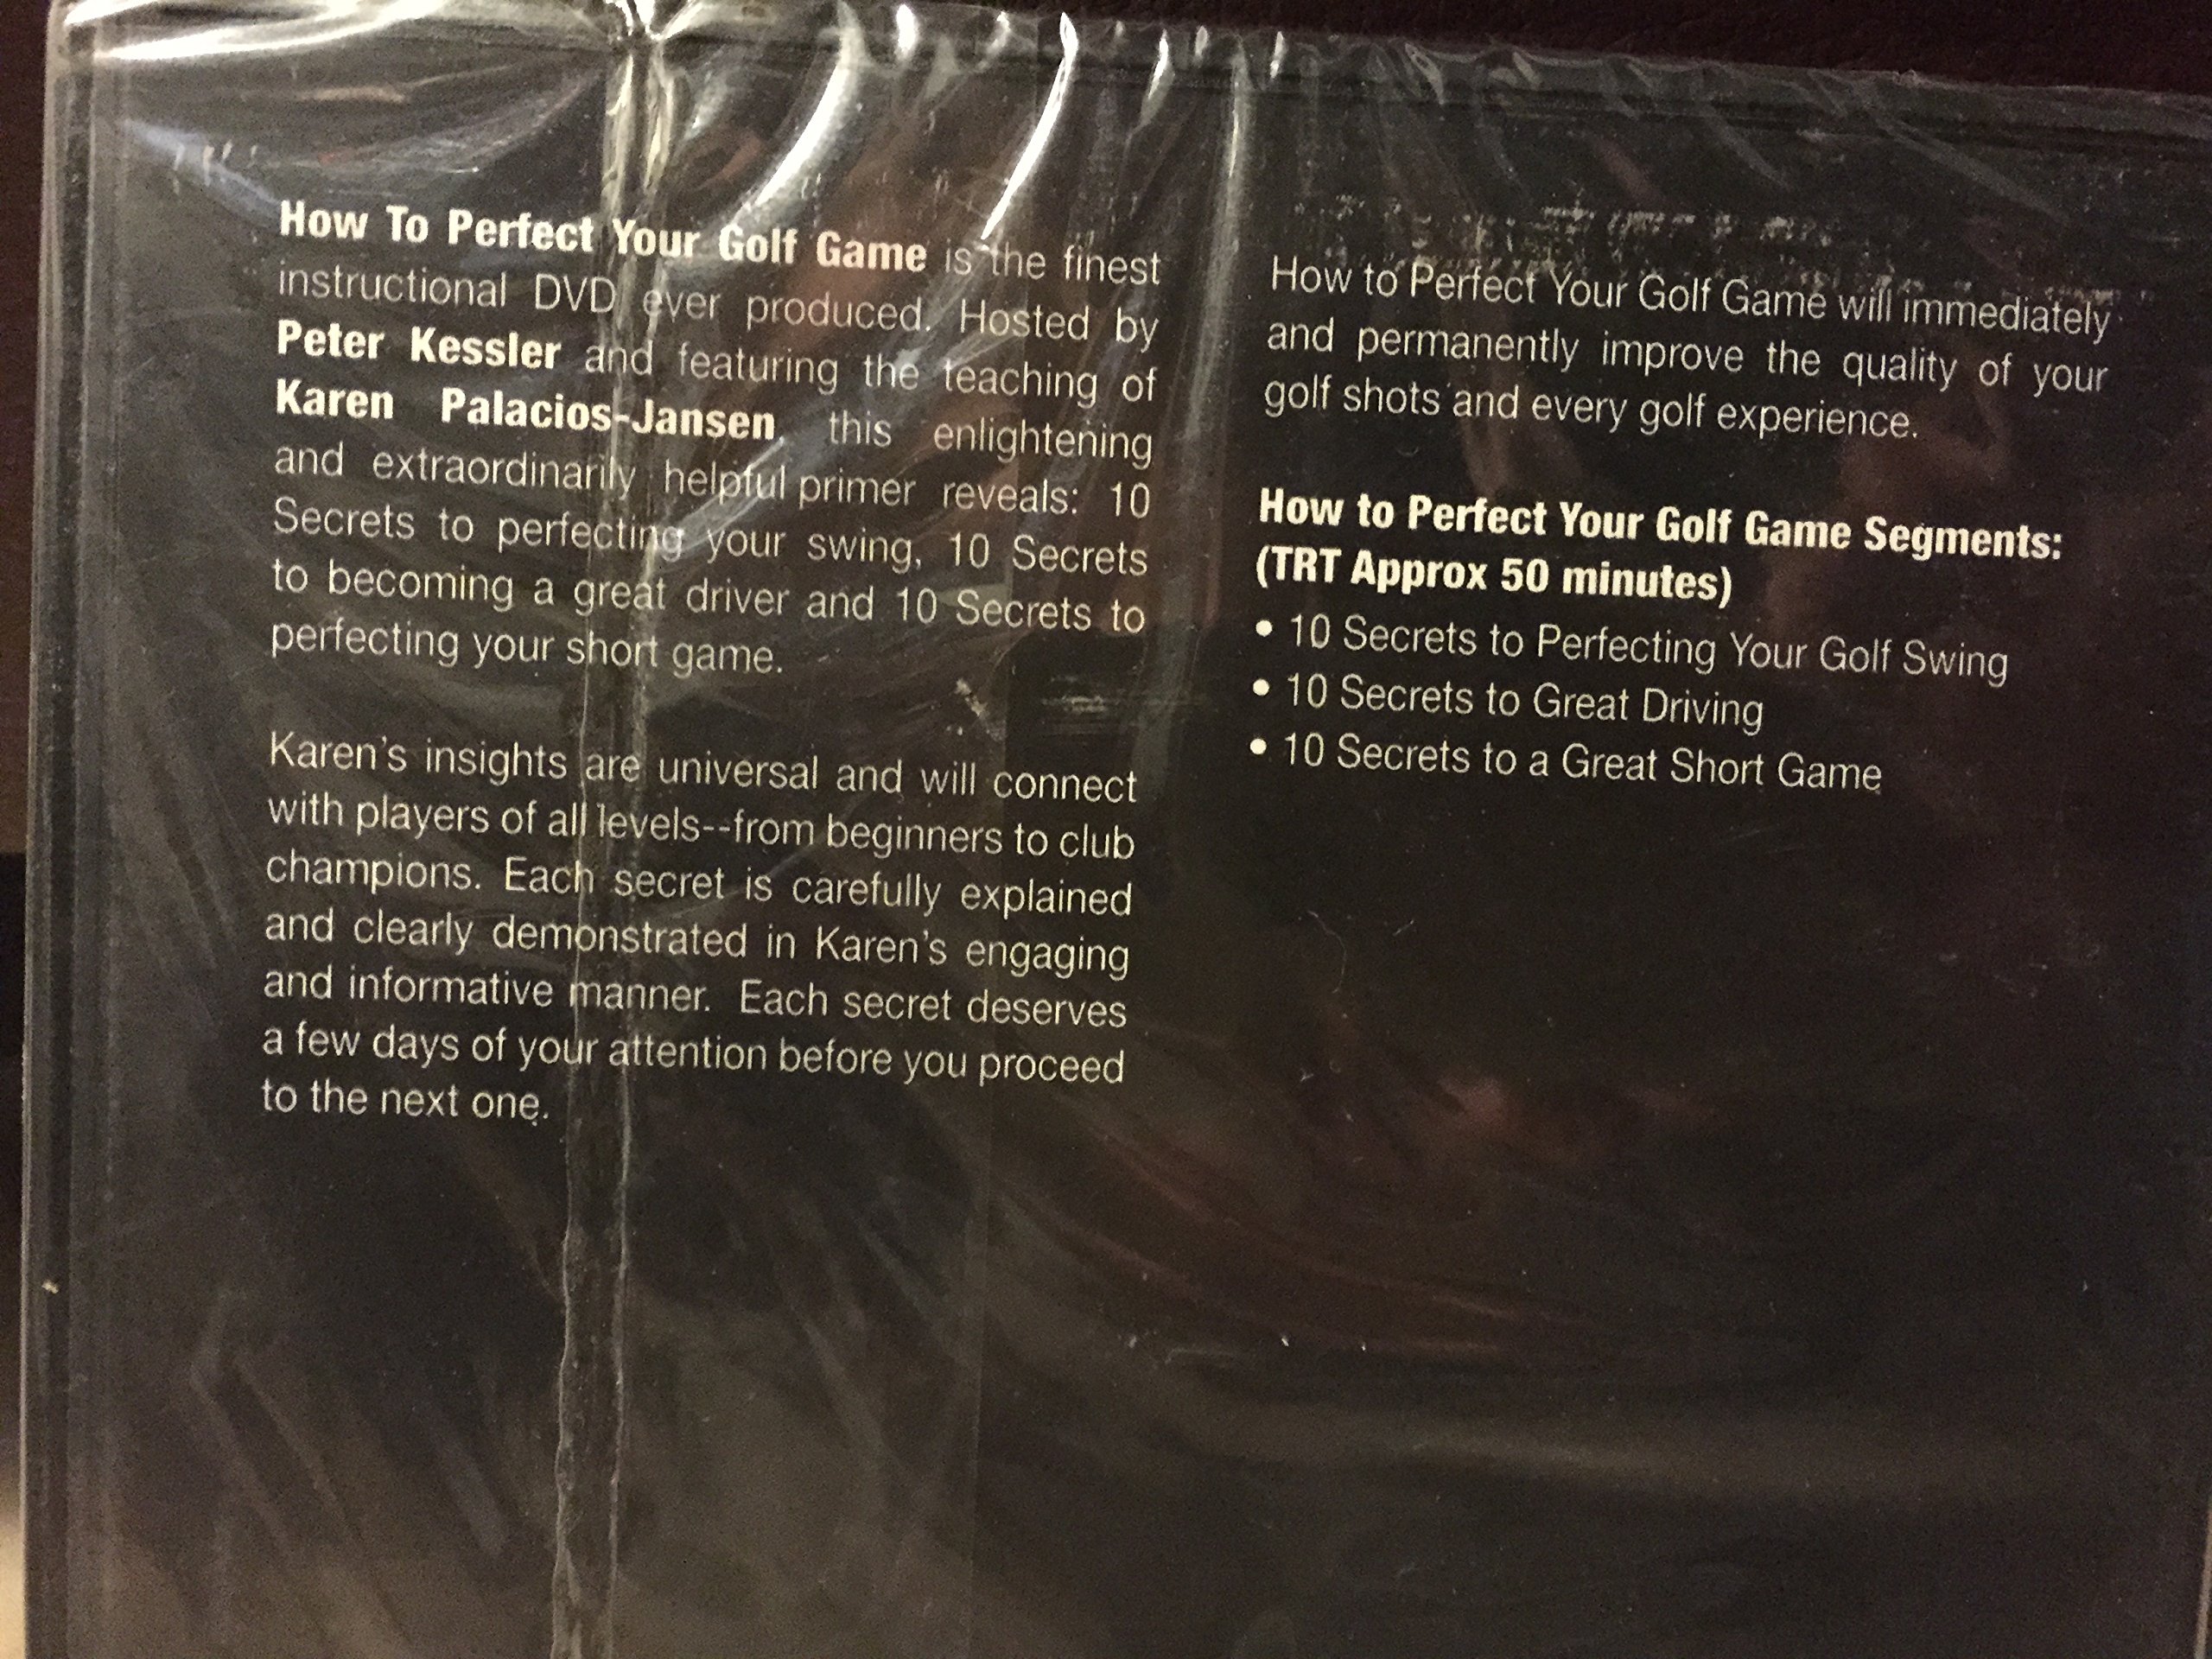 How To Perfect Your Golf Game is the finest
instructional DVD ever produced. Hosted by
Peter Kessler and featuring the teaching of
Karen Palacios-Jansen, this enlightening
and extraordinarily helpful primer reveals: 10
Secrets to perfecting your swing, 10 Secrets
to becoming a great driver and 10 Secrets to
perfecting your short game.
Karen's insights are universal and will connect
with players of all levels--from beginners to club
champions. Each secret is carefully explained
and clearly demonstrated in Karen's engaging
and informative manner. Each secret deserves
a few days of your attention before you proceed
to the next one.
How to Perfect Your Golf Game will immediately
and permanently improve the quality of your
golf shots and every golf experience.
How to Perfect Your Golf Game Segments:
(TRT Approx 50 minutes)
• 10 Secrets to Perfecting Your Golf Swing
• 10 Secrets to Great Driving
• 10 Secrets to a Great Short Game